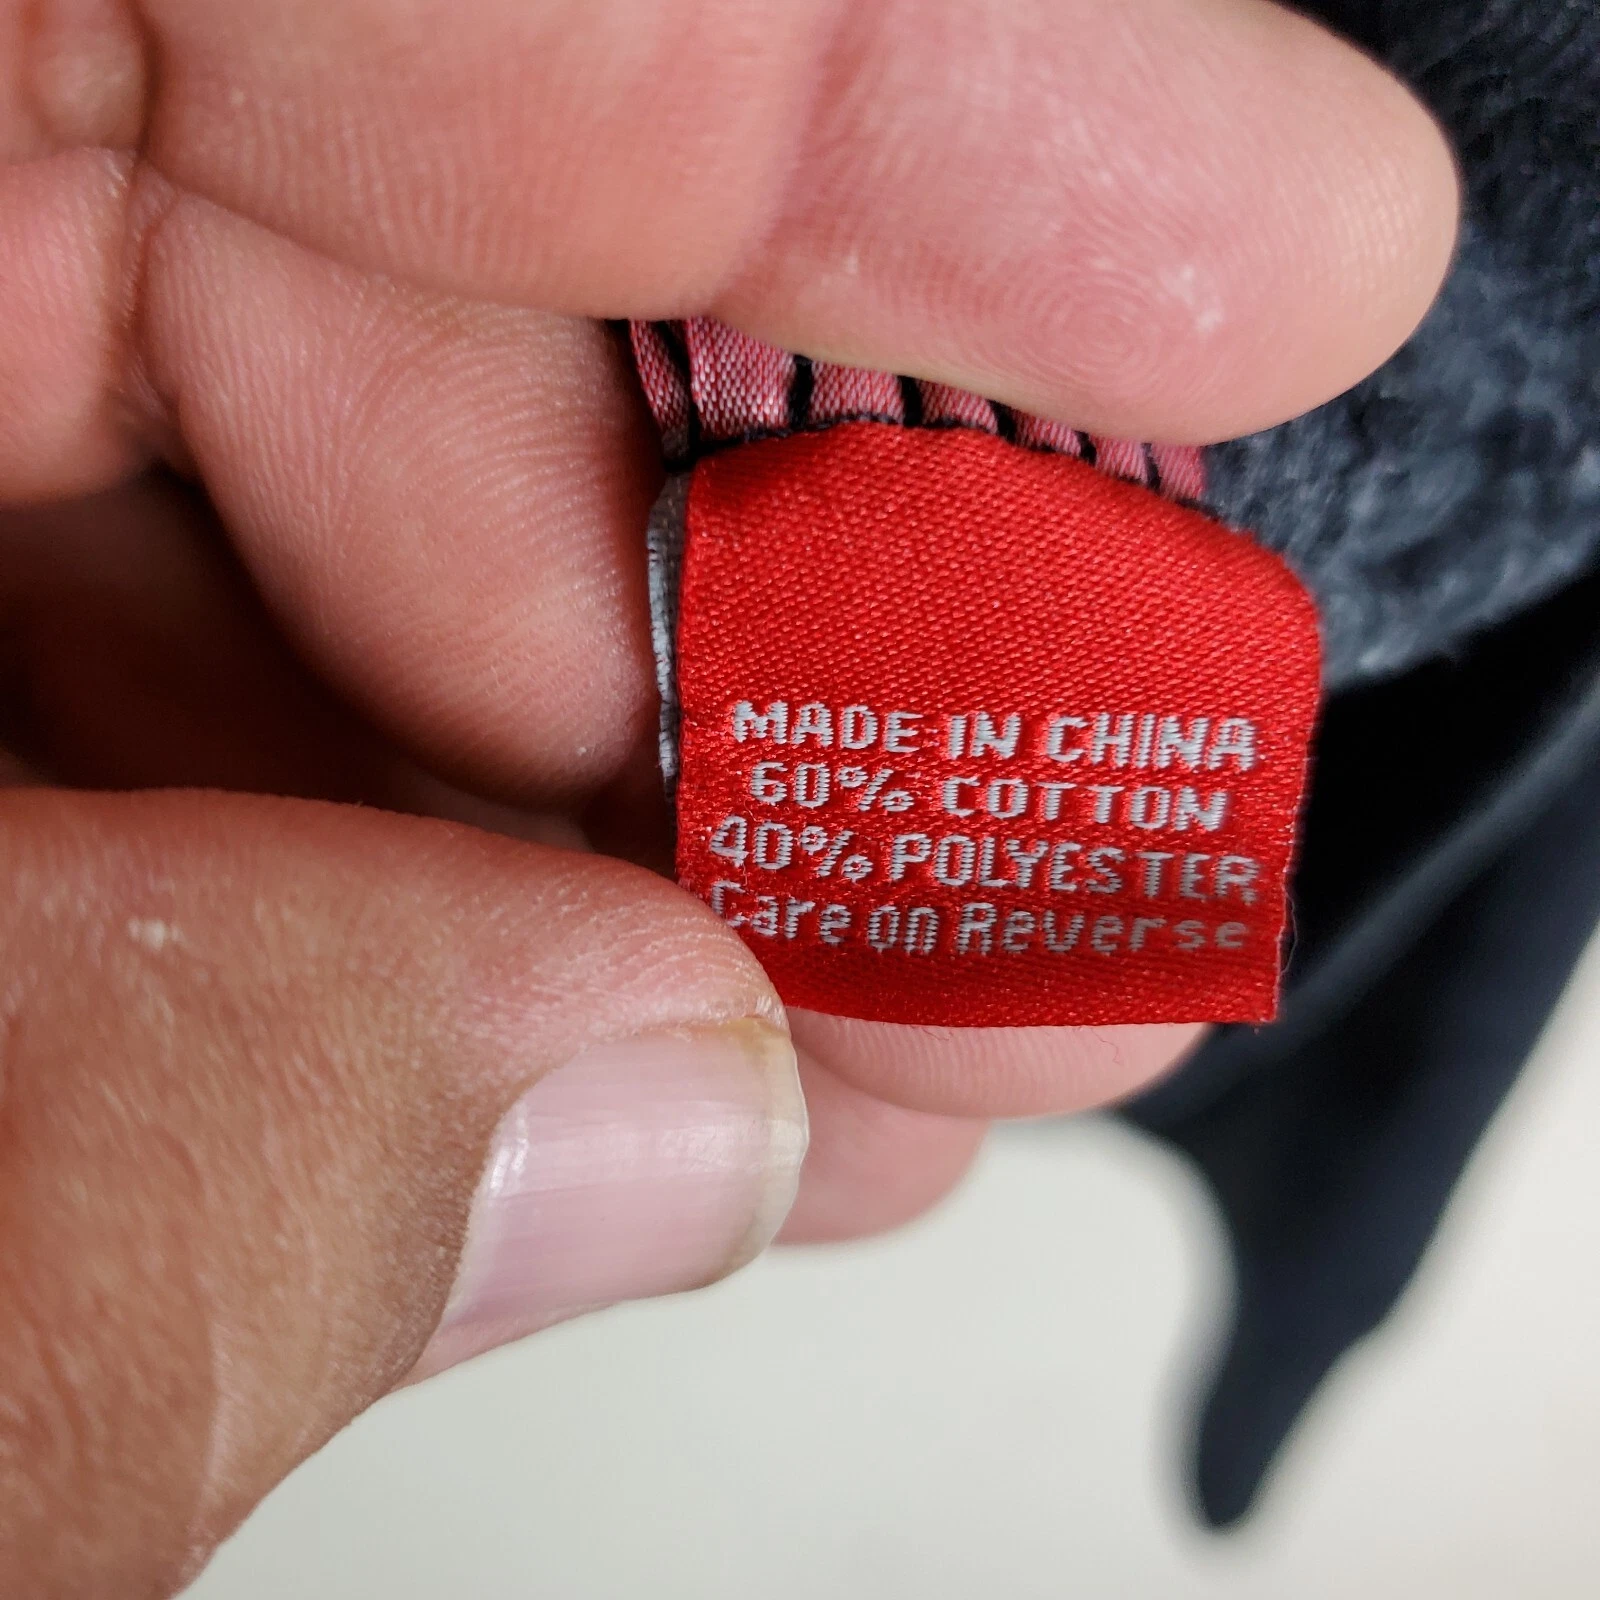 MADE IN CHINA
60% COTTON
40% POLYESTER
Care on Reverse